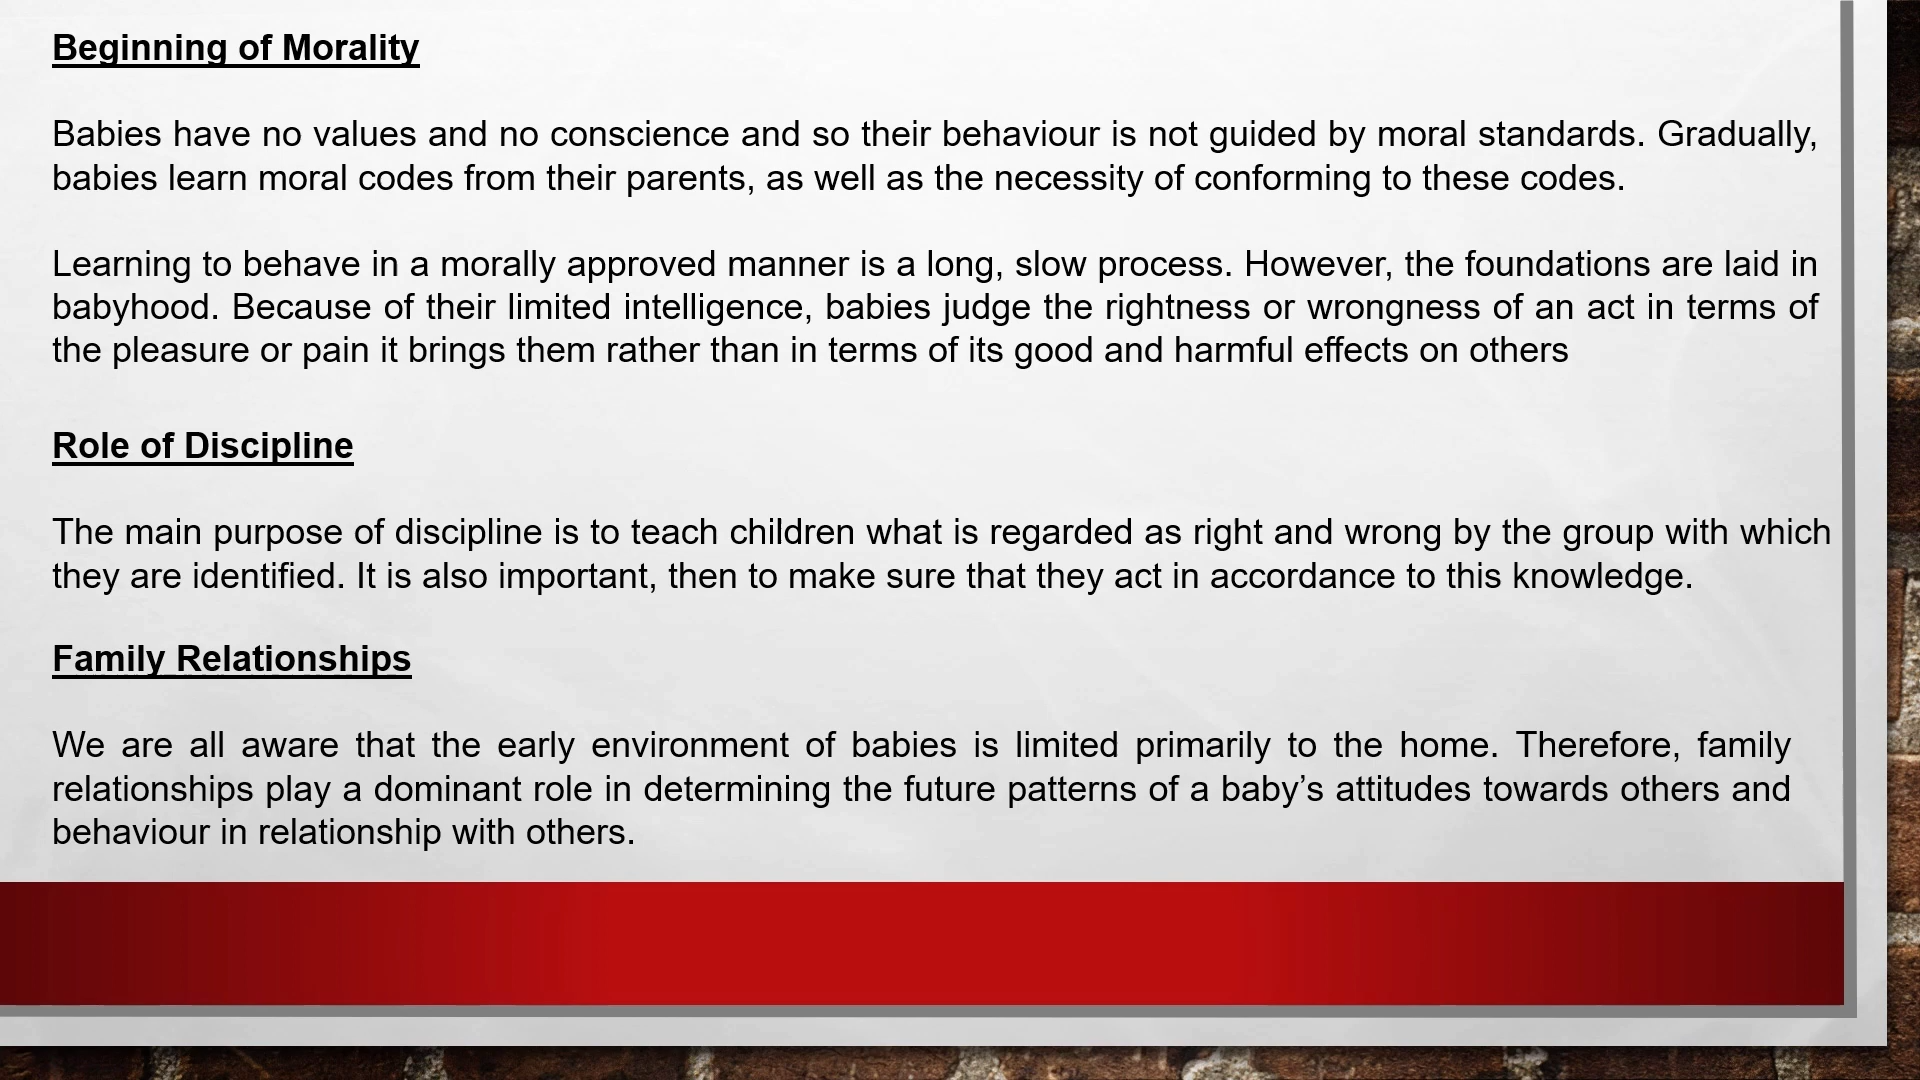 Beginning of Morality
Babies have no values and no conscience and so their behaviour is not guided by moral standards. Gradually,
babies learn moral codes from their parents, as well as the necessity of conforming to these codes.
Learning to behave in a morally approved manner is a long, slow process. However, the foundations are laid in
babyhood. Because of their limited intelligence, babies judge the rightness or wrongness of an act in terms of
the pleasure or pain it brings them rather than in terms of its good and harmful effects on others
Role of Discipline
The main purpose of discipline is to teach children what is regarded as right and wrong by the group with which
they are identified. It is also important, then to make sure that they act in accordance to this knowledge.
Family Relationships
We are all aware that the early environment of babies is limited primarily to the home. Therefore, family
relationships play a dominant role in determining the future patterns of a baby’s attitudes towards others and
behaviour in relationship with others.